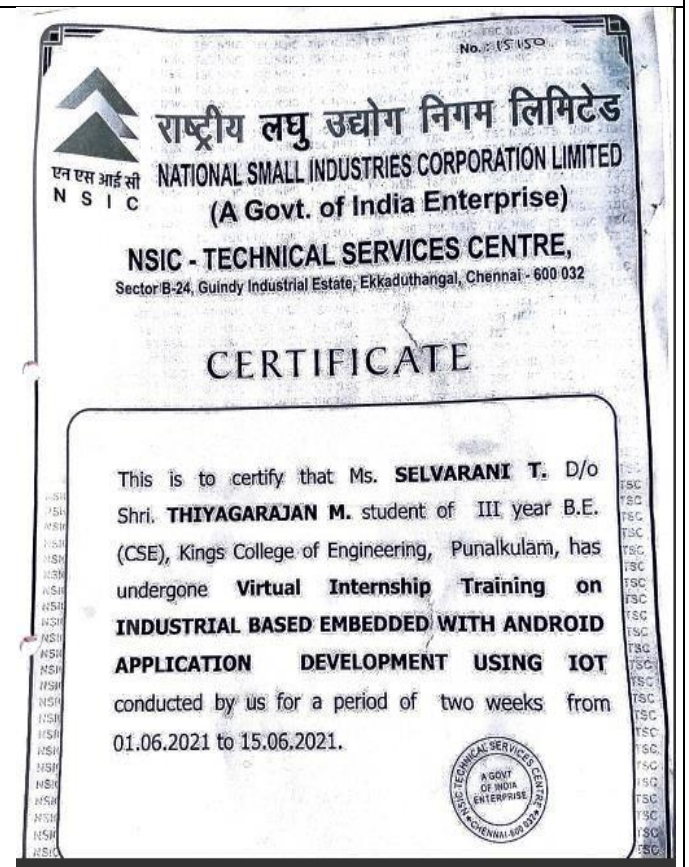 No. : 15150
राष्ट्रीय लघु उद्योग निगम लिमिटेड
एन एस आई सी
N S I C
NATIONAL SMALL INDUSTRIES CORPORATION LIMITED
(A Govt. of India Enterprise)
NSIC - TECHNICAL SERVICES CENTRE,
Sector B-24, Guindy Industrial Estate, Ekkaduthangal, Chennai - 600 032
CERTIFICATE
This is to certify that Ms. SELVARANI T. D/o
Shri. THIYAGARAJAN M. student of III year B.E.
(CSE), Kings College of Engineering, Punalkulam, has
undergone Virtual Internship Training on
INDUSTRIAL BASED EMBEDDED WITH ANDROID
APPLICATION DEVELOPMENT USING IOT
conducted by us for a period of two weeks from
01.06.2021 to 15.06.2021.
NSIC-TECHNICAL SERVICES CENTRE
CHENNAI-600 032
A GOVT
OF INDIA
ENTERPRISE